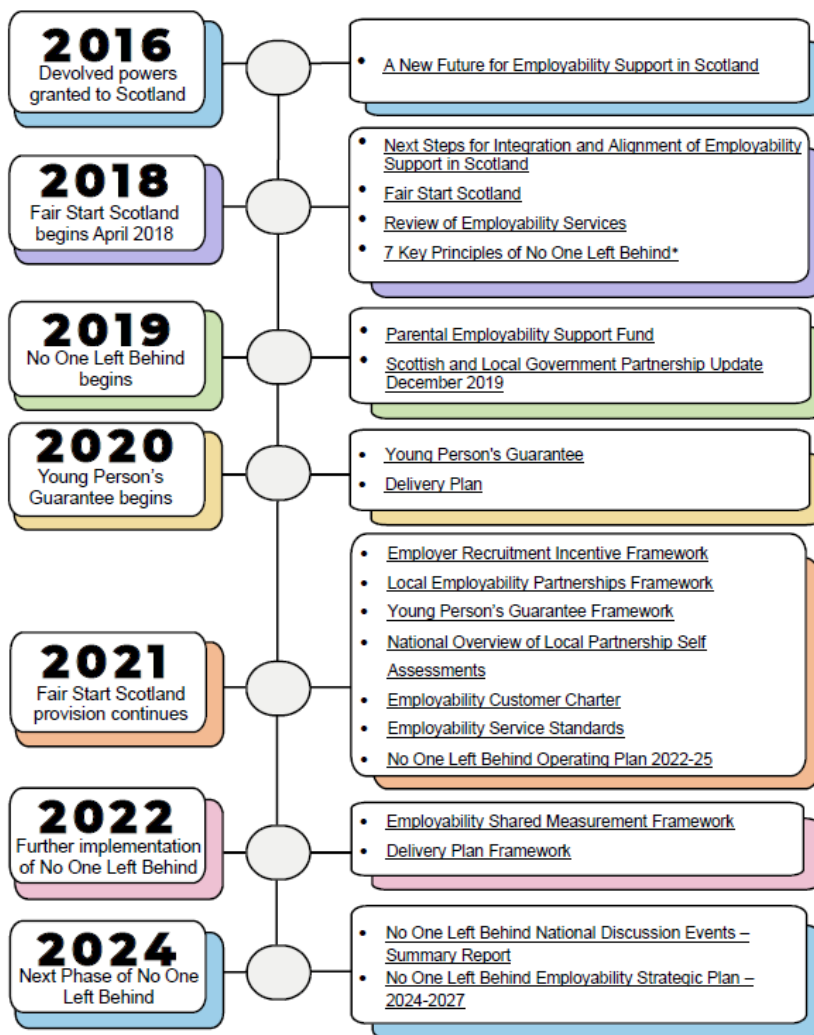 2016
Devolved powers
granted to Scotland
• A New Future for Employability Support in Scotland
2018
Fair Start Scotland
begins April 2018
• Next Steps for Integration and Alignment of Employability
Support in Scotland
• Fair Start Scotland
• Review of Employability Services
• 7 Key Principles of No One Left Behind*
2019
No One Left Behind
begins
• Parental Employability Support Fund
• Scottish and Local Government Partnership Update
December 2019
2020
Young Person’s
Guarantee begins
• Young Person's Guarantee
• Delivery Plan
2021
Fair Start Scotland
provision continues
• Employer Recruitment Incentive Framework
• Local Employability Partnerships Framework
• Young Person’s Guarantee Framework
• National Overview of Local Partnership Self
Assessments
• Employability Customer Charter
• Employability Service Standards
• No One Left Behind Operating Plan 2022-25
2022
Further implementation
of No One Left Behind
• Employability Shared Measurement Framework
• Delivery Plan Framework
2024
Next Phase of No One
Left Behind
• No One Left Behind National Discussion Events –
Summary Report
• No One Left Behind Employability Strategic Plan –
2024-2027